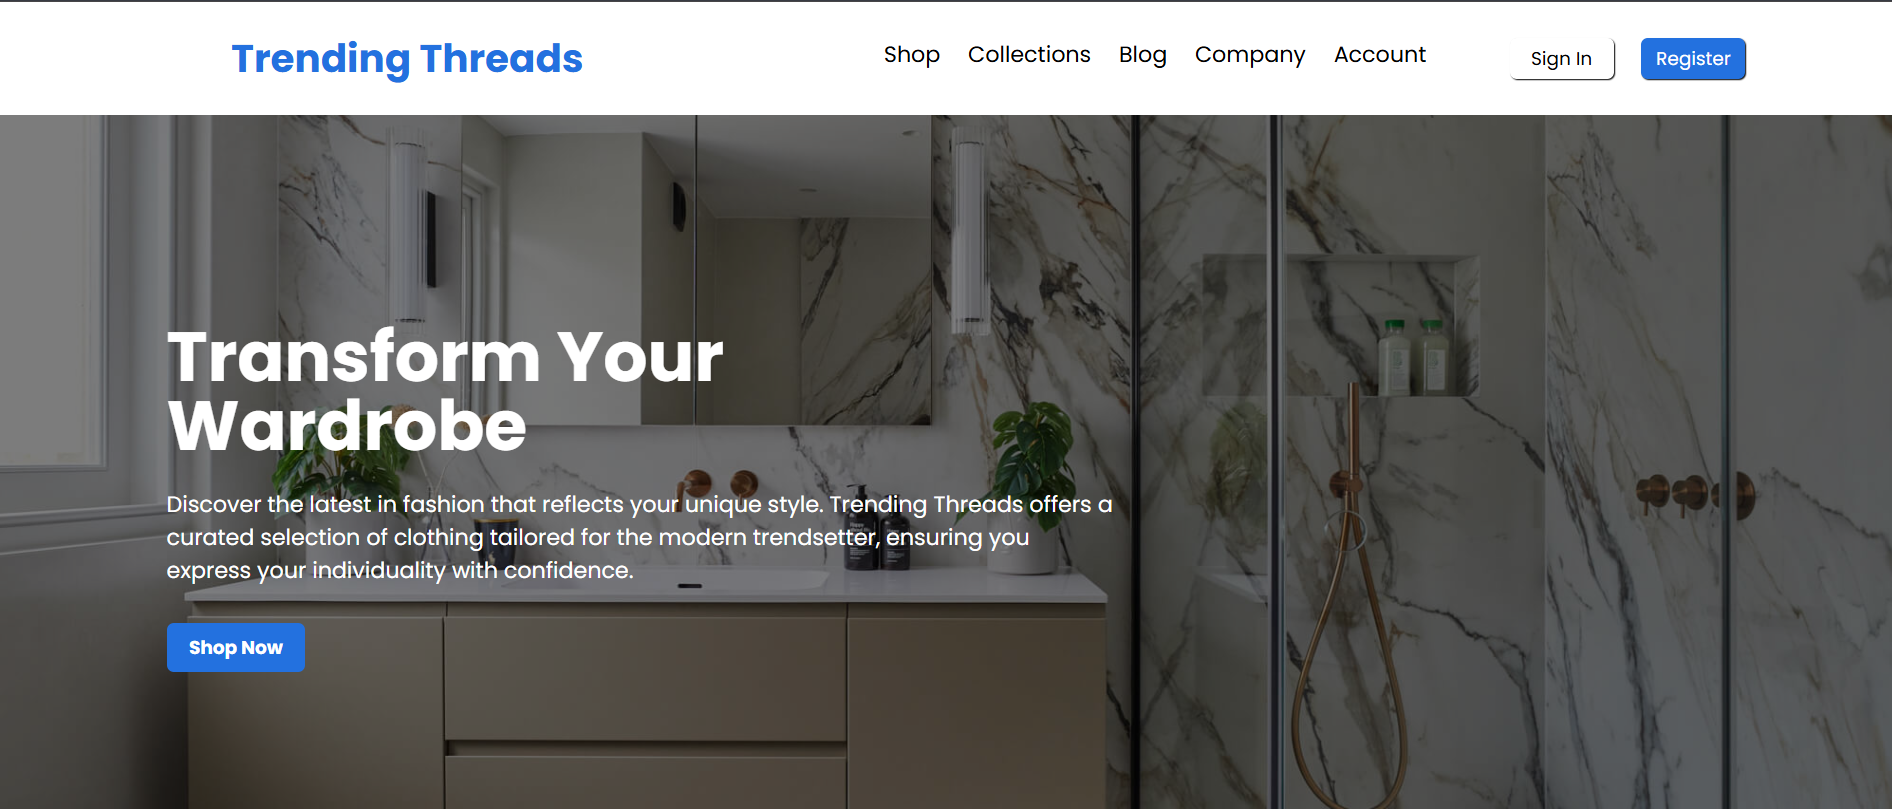 Trending Threads
Shop Collections Blog Company Account Sign In Register
Transform Your
Wardrobe
Discover the latest in fashion that reflects your unique style. Trending Threads offers a
curated selection of clothing tailored for the modern trendsetter, ensuring you
express your individuality with confidence.
Shop Now